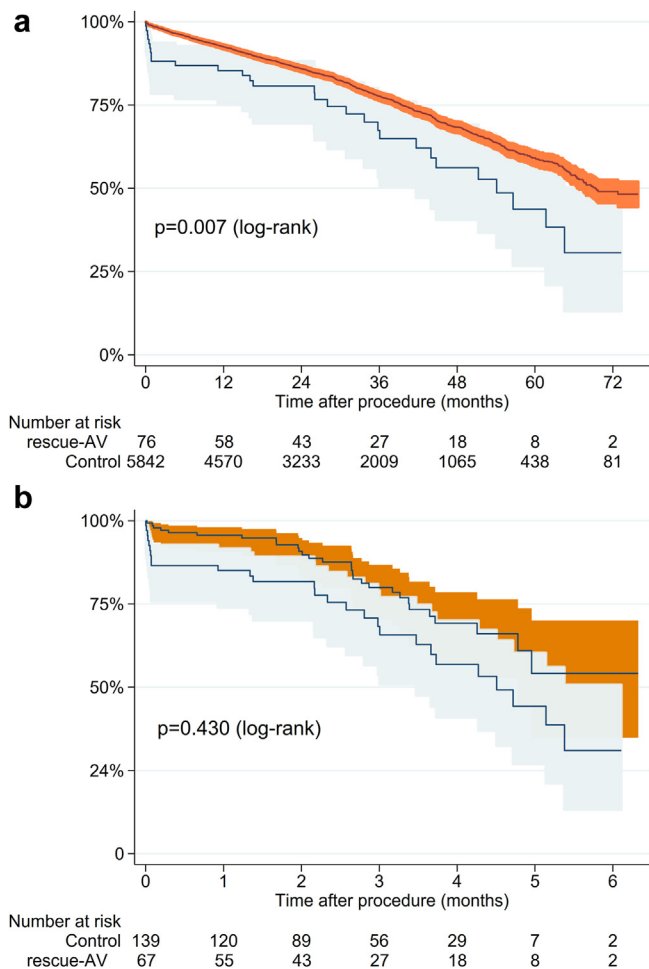 a
100%
75%
50%
25%
0%
p=0.007 (log-rank)
0 12 24 36 48 60 72
Time after procedure (months)
Number at risk
rescue-AV 76 58 43 27 18 8 2
Control 5842 4570 3233 2009 1065 438 81
b
100%
75%
50%
24%
0
p=0.430 (log-rank)
0 1 2 3 4 5 6
Time after procedure (months)
Number at risk
Control 139 120 89 56 29 7 2
rescue-AV 67 55 43 27 18 8 2